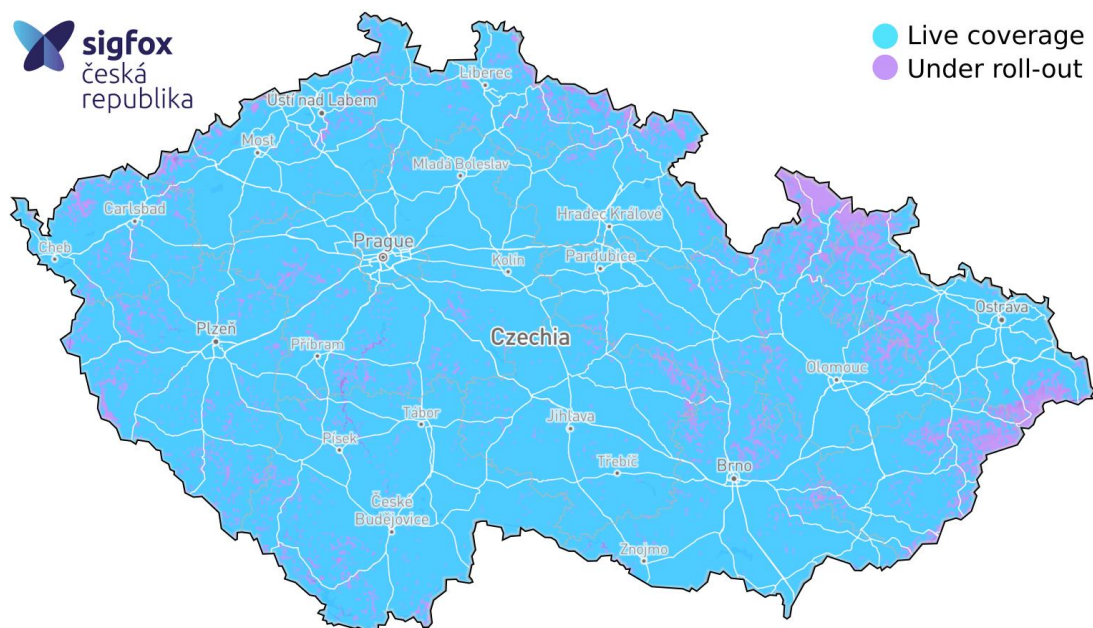 sigfox
česká
republika
Live coverage
Under roll-out
Liberec
Ústí nad Labem
Most
Mladá Boleslav
Carlsbad
Hradec Králové
Cheb
Prague
Kolín
Pardubice
Ostrava
Plzeň
Czechia
Příbram
Olomouc
Tábor
Jihlava
Písek
Třebíč
Brno
České
Budějovice
Znojmo